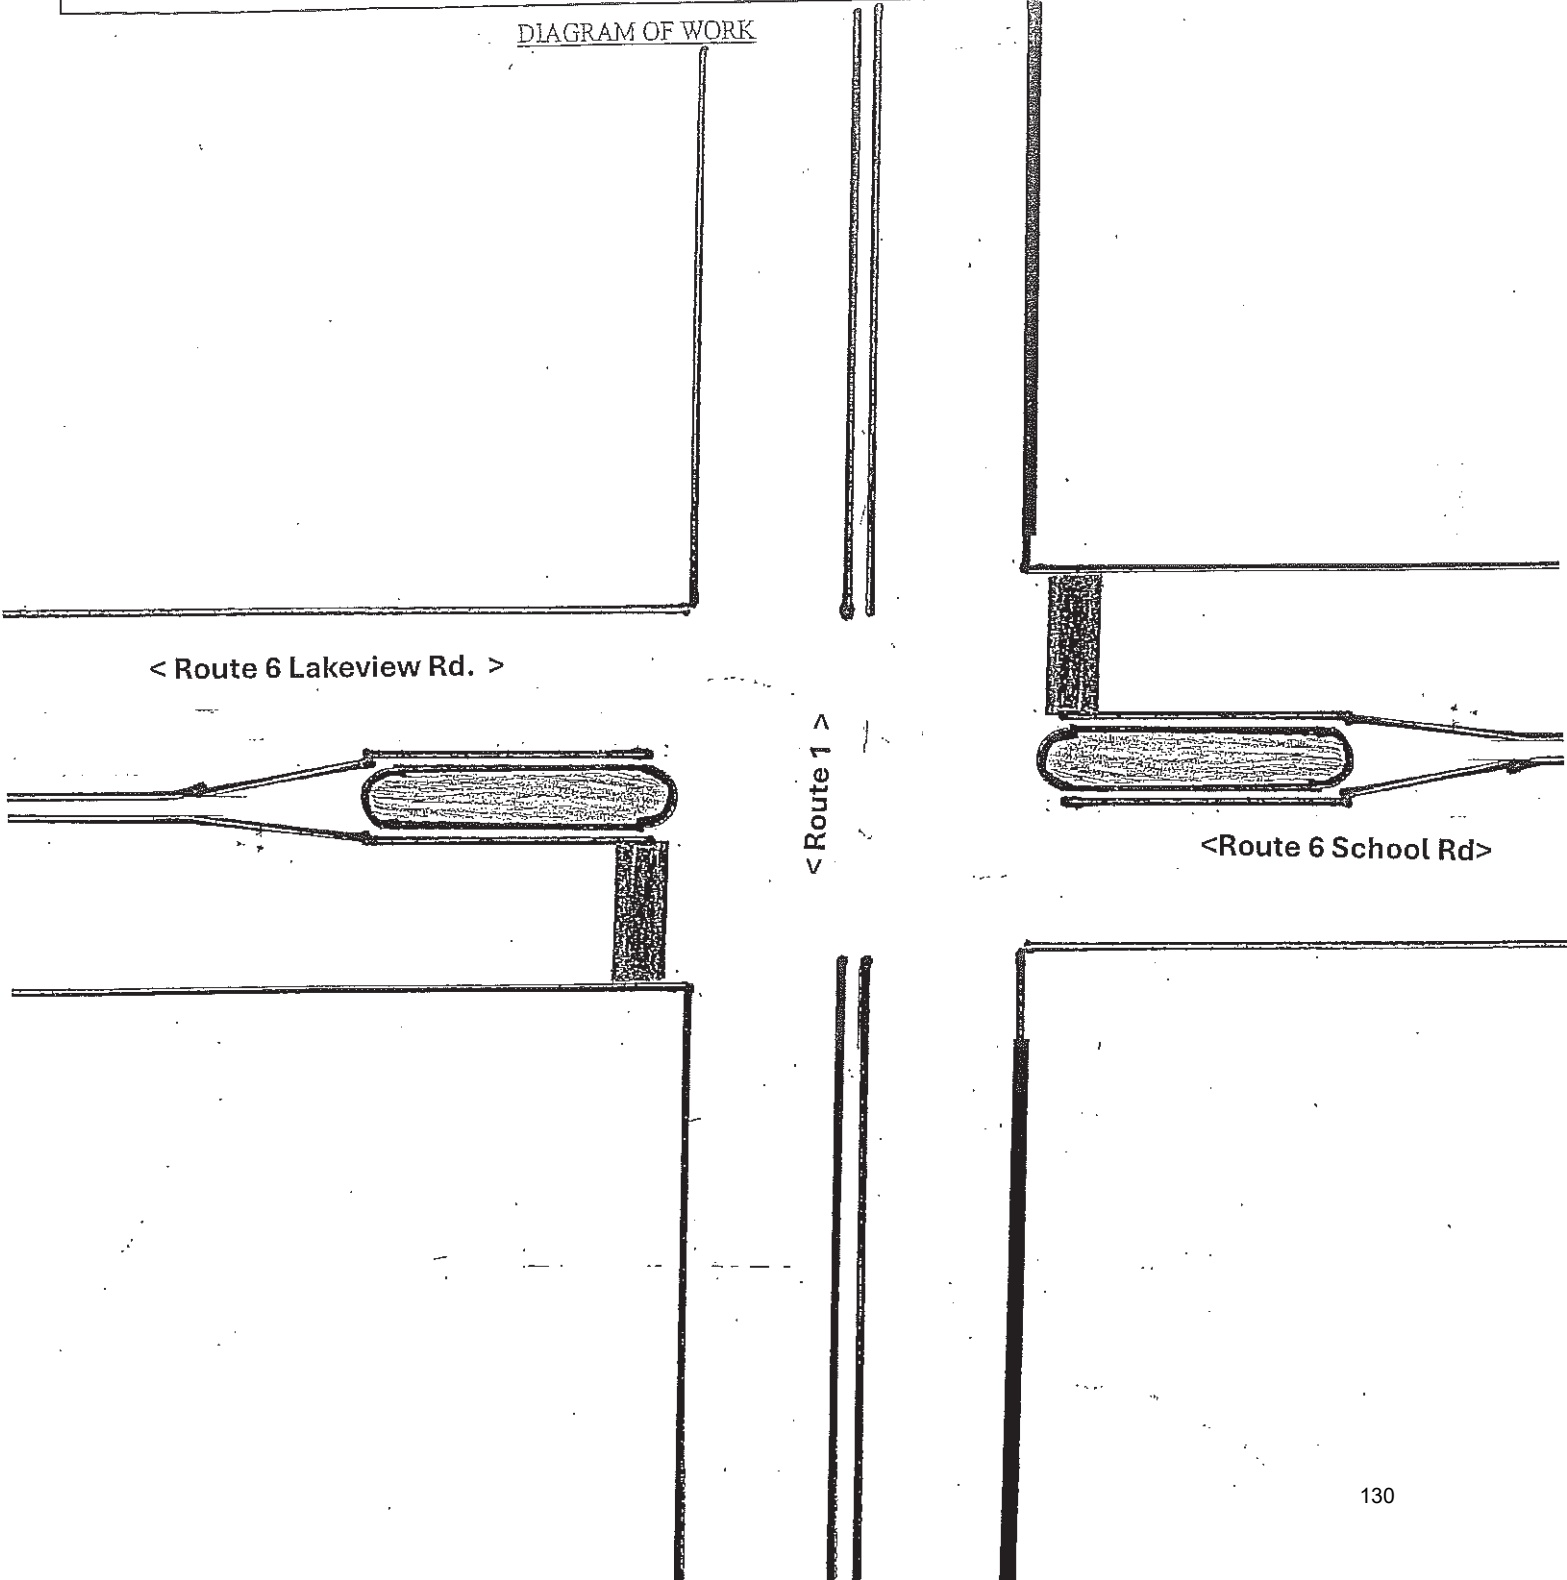 DIAGRAM OF WORK
< Route 6 Lakeview Rd. >
< Route 1 >
<Route 6 School Rd>
130